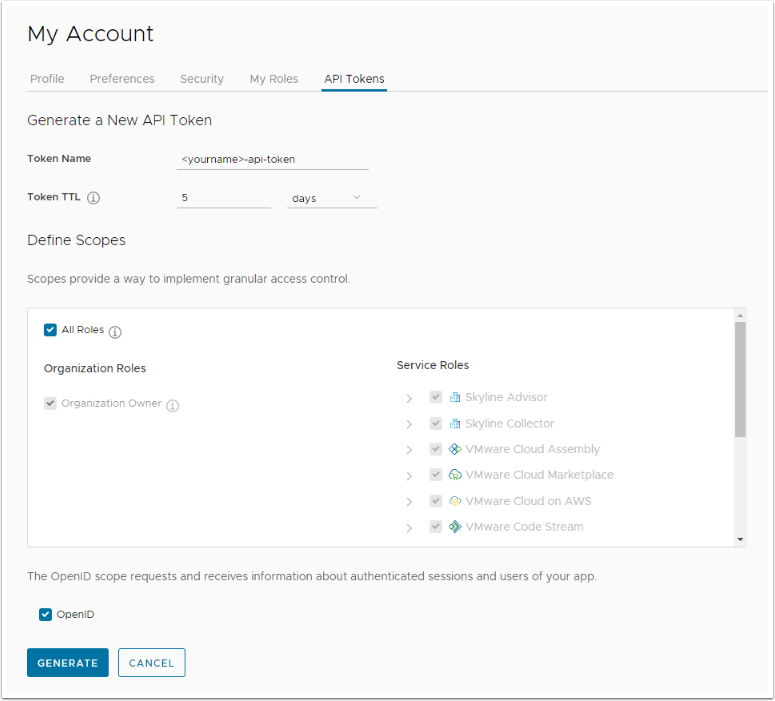 My Account
Profile Preferences Security My Roles API Tokens
Generate a New API Token
Token Name <yourname>-api-token
Token TTL 5 days
Define Scopes
Scopes provide a way to implement granular access control.
All Roles
Organization Roles
Organization Owner
Service Roles
Skyline Advisor
Skyline Collector
VMware Cloud Assembly
VMware Cloud Marketplace
VMware Cloud on AWS
VMware Code Stream
The OpenID scope requests and receives information about authenticated sessions and users of your app.
OpenID
GENERATE CANCEL